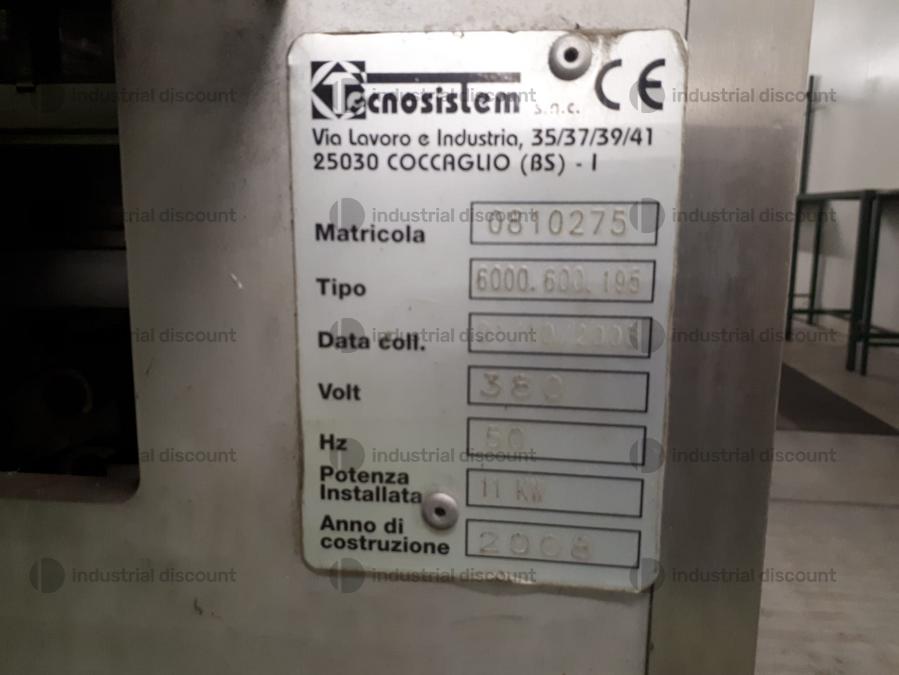 Tecnosistem s.n.c. CE
Via Lavoro e Industria, 35/37/39/41
25030 COCCAGLIO (BS) - I
Matricola 0810275
Tipo 6000.600.195
Data coll.
Volt 380
Hz 50
Potenza
Installata 11 KW
Anno di
costruzione 2008
industrial discount